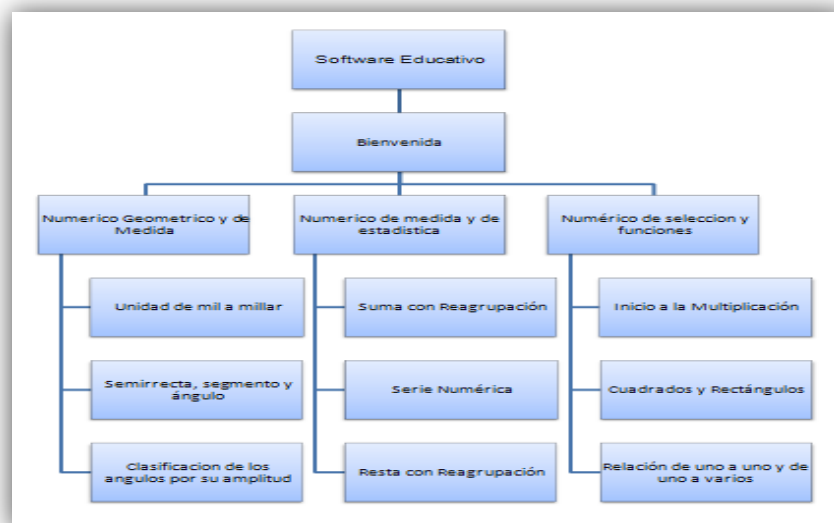 Software Educativo
Bienvenida
Numerico Geometrico y de
Medida
Unidad de mil a millar
Semirrecta, segmento y
ángulo
Clasificacion de los
angulos por su amplitud
Numerico de medida y de
estadistica
Suma con Reagrupación
Serie Numérica
Resta con Reagrupación
Numérico de seleccion y
funciones
Inicio a la Multiplicación
Cuadrados y Rectángulos
Relación de uno a uno y de
uno a varios